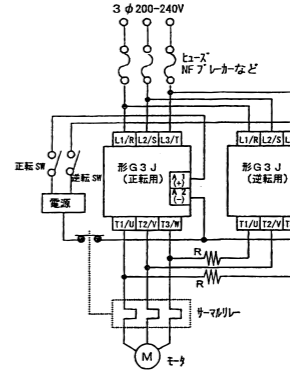 3φ200-240V
ヒューズ
NFブレーカーなど
L1/R L2/S L3/T
L1/R L2/S L
正転SW
逆転SW
電源
形G3J
(正転用)
A1
(+)
A2
(-)
形G3J
(逆転用)
T1/U T2/V T3/W
T1/U T2/V T
R
R
サーマルリレー
M
モータ